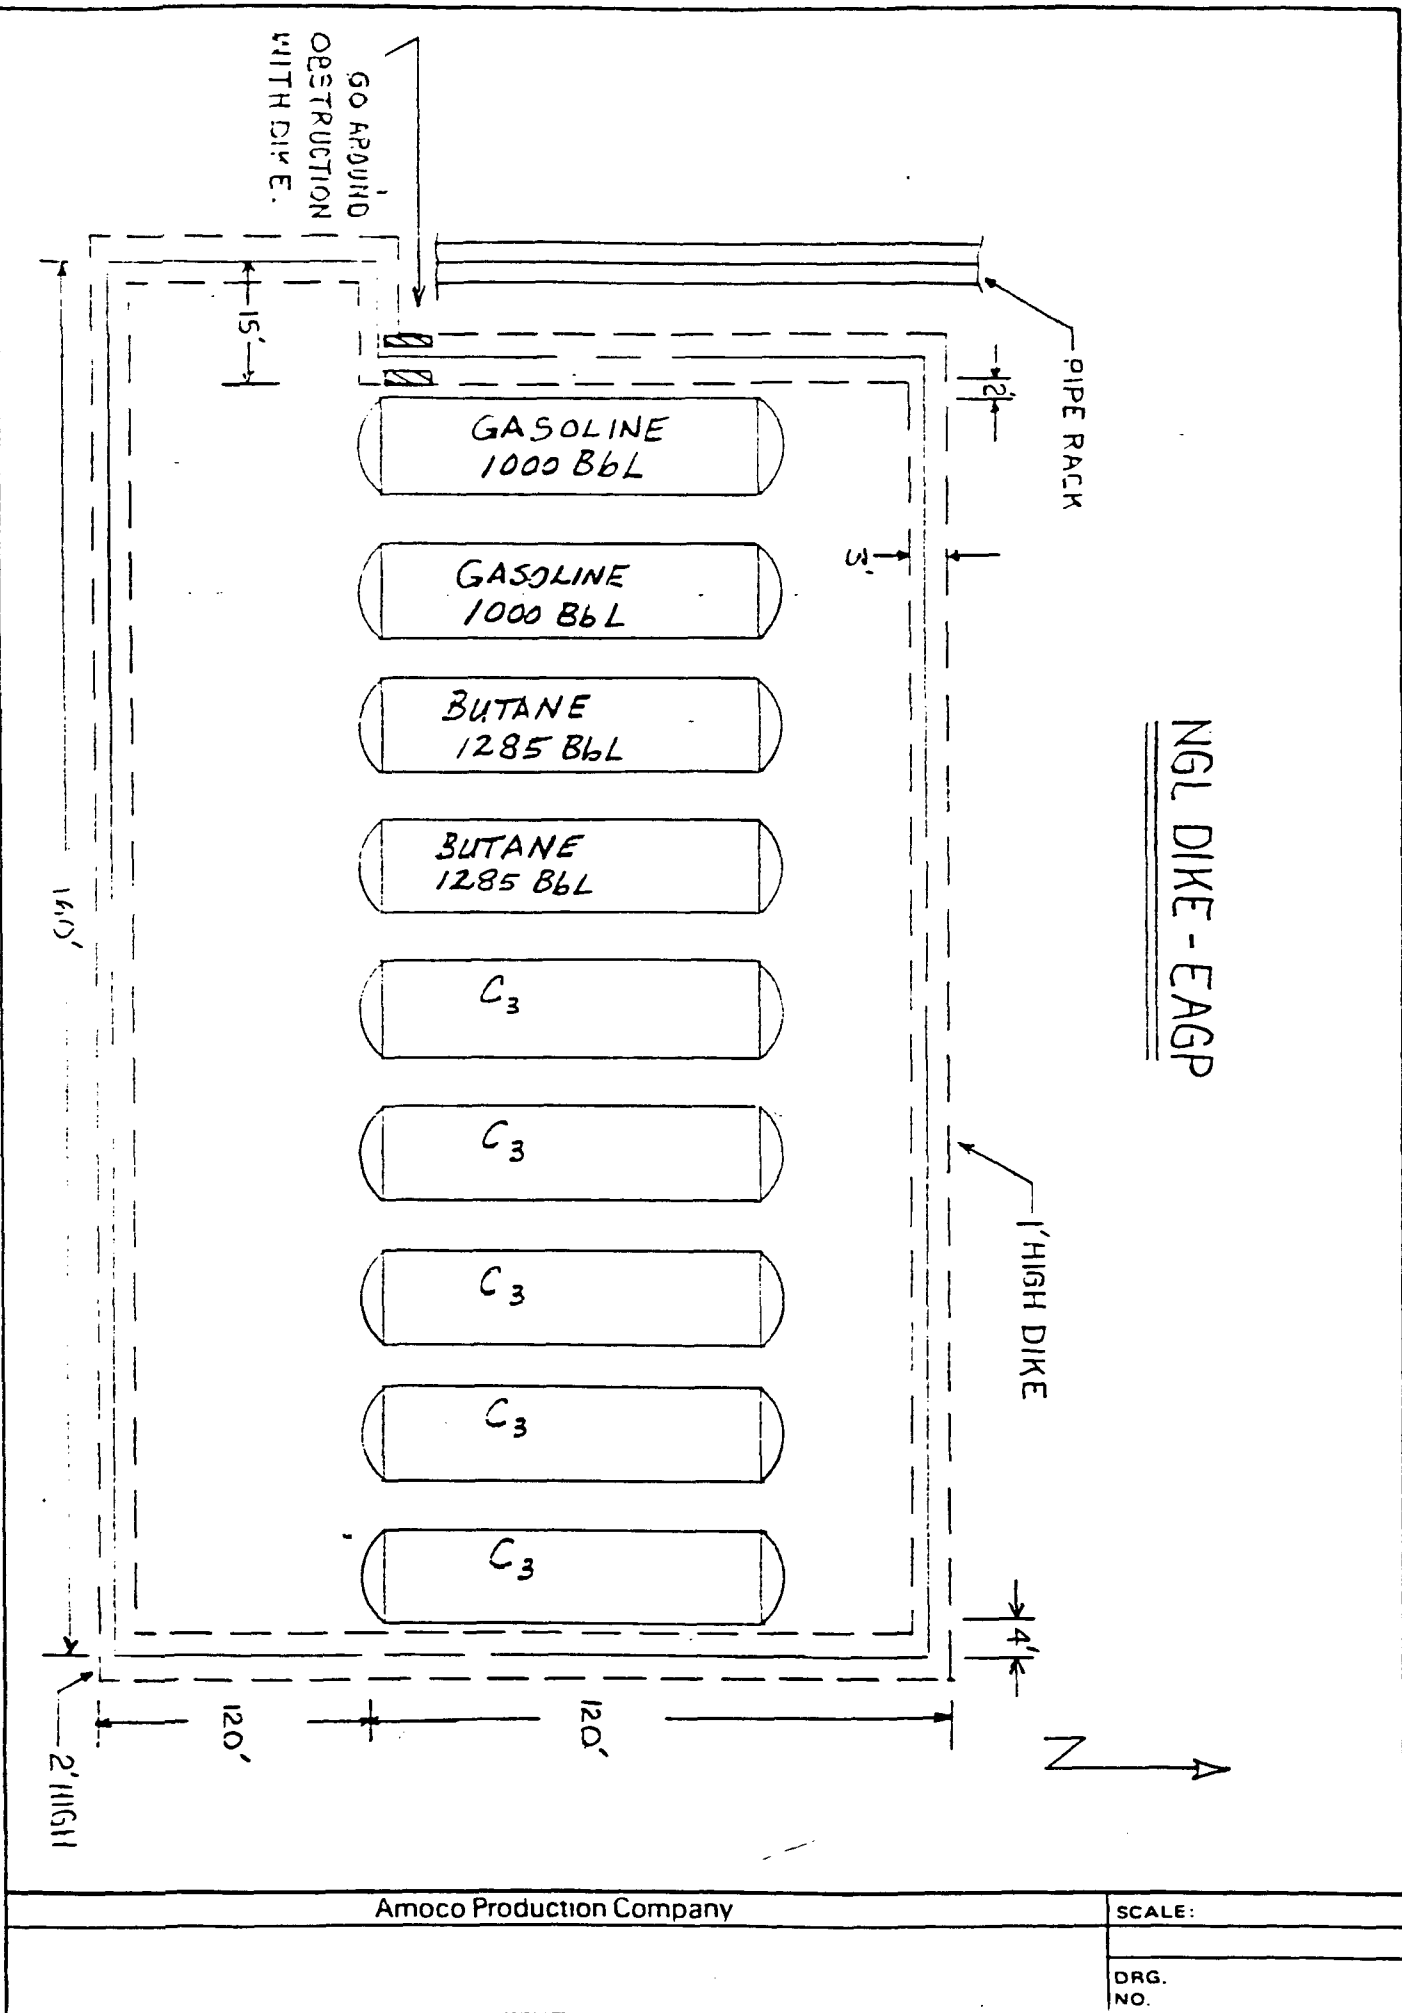 GO AROUND
OBSTRUCTION
WITH DIKE.
15'
PIPE RACK
2'
3'
GASOLINE
1000 BbL
GASOLINE
1000 BbL
BUTANE
1285 BbL
BUTANE
1285 BbL
C3
C3
C3
C3
C3
NGL DIKE - EAGP
1' HIGH DIKE
4'
120'
120'
2' HIGH
N
Amoco Production Company
SCALE:
DRG.
NO.